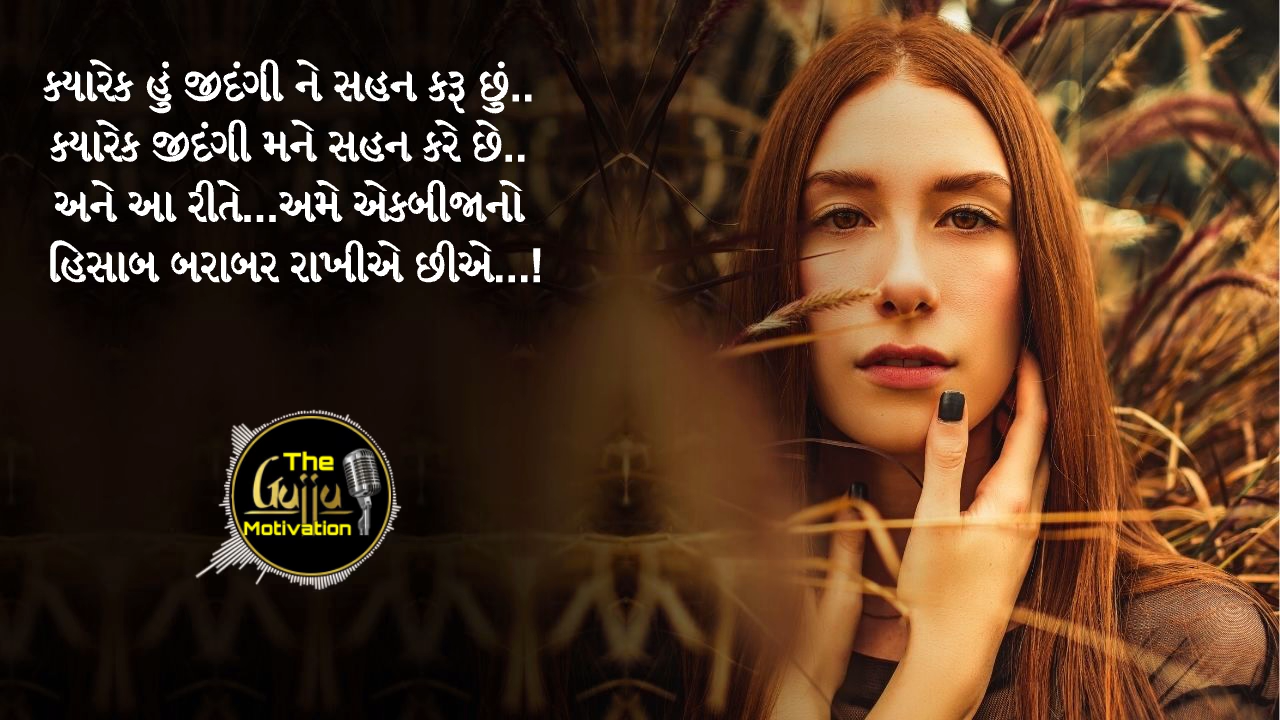 ક્યારેક હું જીદંગી ને સહન કરૂ છું..
ક્યારેક જીદંગી મને સહન કરે છે..
અને આ રીતે...અમે એકબીજાનો
હિસાબ બરાબર રાખીએ છીએ...!
The
Gujju
Motivation